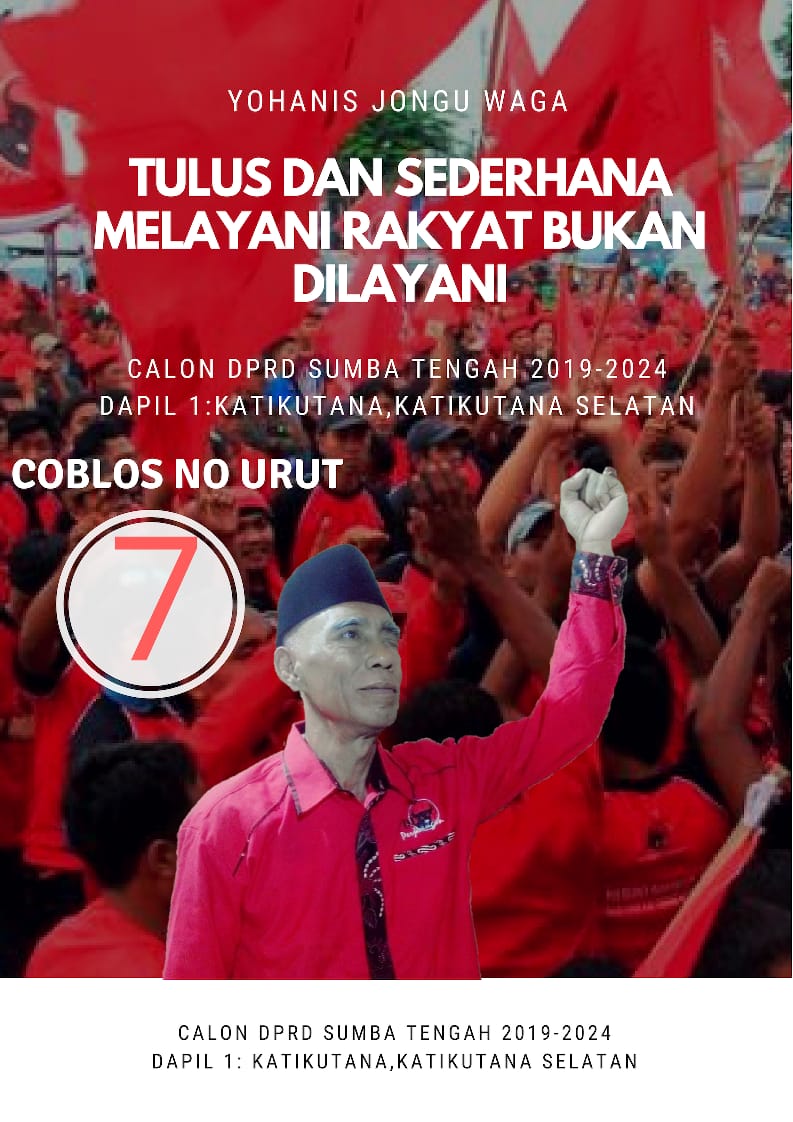 YOHANIS JONGU WAGA
TULUS DAN SEDERHANA
MELAYANI RAKYAT BUKAN
DILAYANI
CALON DPRD SUMBA TENGAH 2019-2024
DAPIL 1:KATIKUTANA,KATIKUTANA SELATAN
COBLOS NO URUT
7
CALON DPRD SUMBA TENGAH 2019-2024
DAPIL 1: KATIKUTANA,KATIKUTANA SELATAN